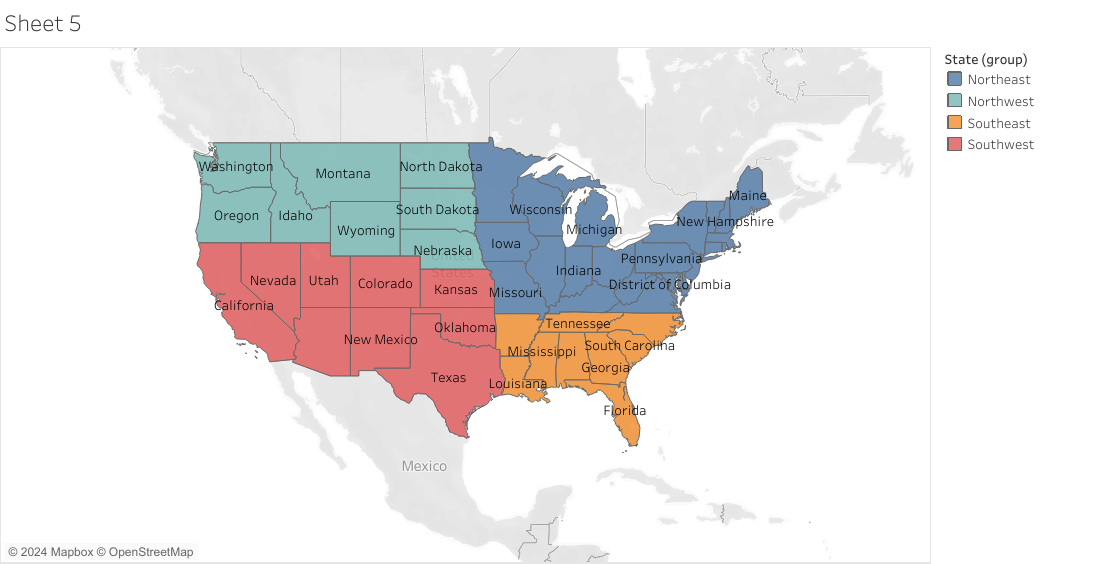 Sheet 5
State (group)
Northeast
Northwest
Southeast
Southwest
Washington
Montana
North Dakota
Oregon
Idaho
South Dakota
Wyoming
Nebraska
United
States
Wisconsin
Michigan
Maine
New Hampshire
Iowa
Indiana
Pennsylvania
Missouri
District of Columbia
Nevada
Utah
Colorado
Kansas
California
New Mexico
Oklahoma
Texas
Tennessee
Mississippi
South Carolina
Georgia
Louisiana
Florida
Mexico
© 2024 Mapbox © OpenStreetMap